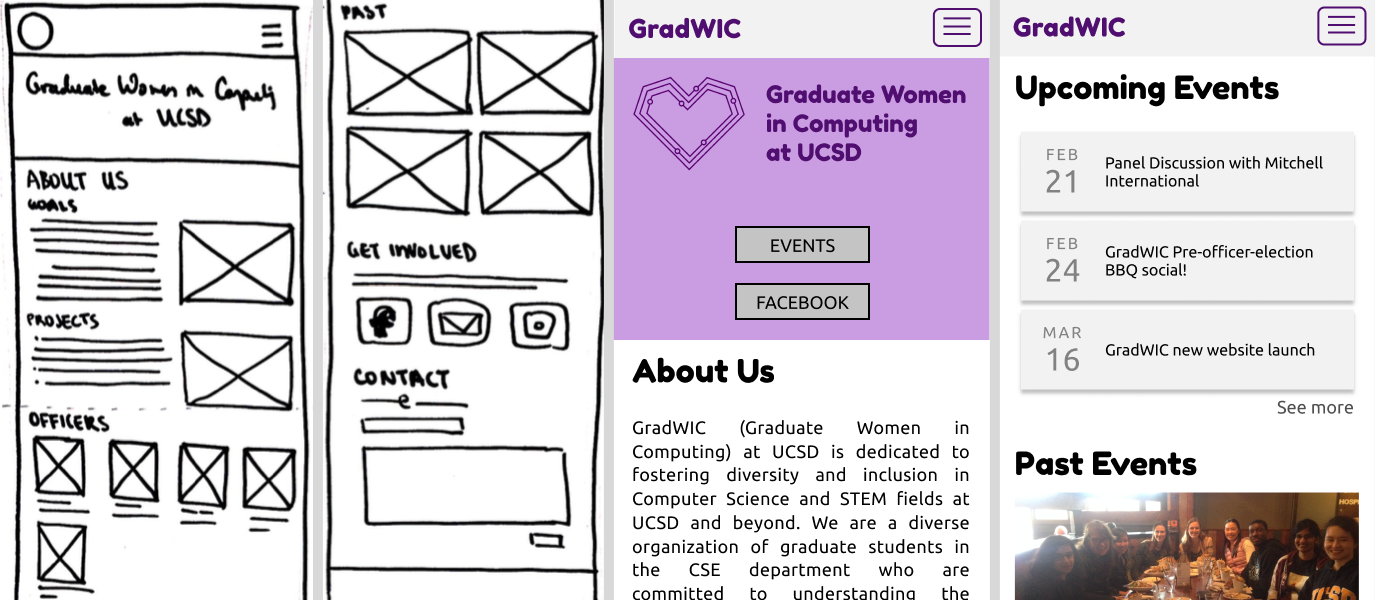 Graduate Women in
at UCSD
ABOUT US
GOALS
PROJECTS
OFFICERS
PAST
GET INVOLVED
CONTACT
GradWIC
Graduate Women
in Computing
at UCSD
EVENTS
FACEBOOK
About Us
GradWIC (Graduate Women in
Computing) at UCSD is dedicated to
fostering diversity and inclusion in
Computer Science and STEM fields at
UCSD and beyond. We are a diverse
organization of graduate students in
the CSE department who are
committed to understanding the
GradWIC
Upcoming Events
FEB
21
Panel Discussion with Mitchell
International
FEB
24
GradWIC Pre-officer-election
BBQ social!
MAR
16
GradWIC new website launch
See more
Past Events